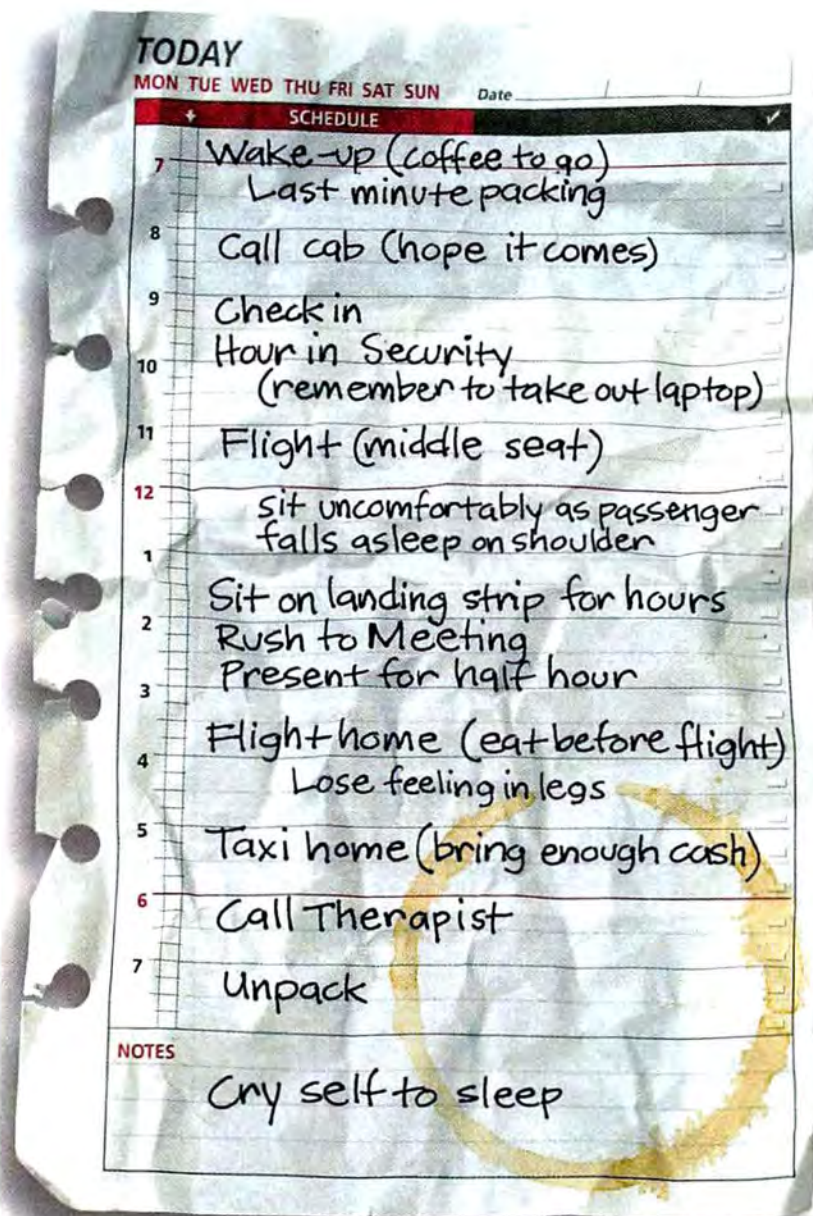 TODAY
MON TUE WED THU FRI SAT SUN Date
SCHEDULE
7 Wake-up (coffee to go)
Last minute packing
8 Call cab (hope it comes)
9 Check in
Hour in Security
10 (remember to take out laptop)
11 Flight (middle seat)
12 sit uncomfortably as passenger
falls asleep on shoulder
1
Sit on landing strip for hours
2 Rush to Meeting
Present for half hour
3
Flight home (eat before flight)
4 Lose feeling in legs
5 Taxi home (bring enough cash)
6 Call Therapist
7 Unpack
NOTES
Cry self to sleep